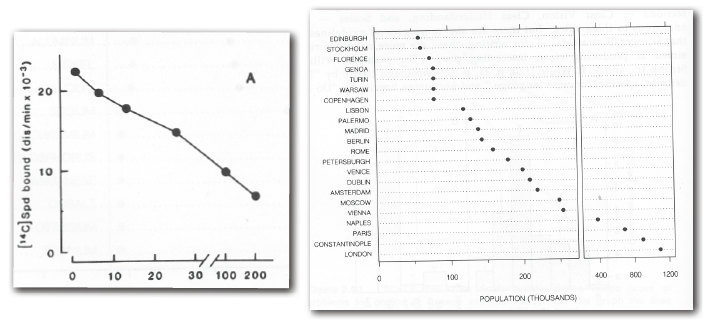 A
[¹⁴C]Spd bound (dis/min x 10⁻³)
20
10
0
0 10 20 30 100 200
EDINBURGH
STOCKHOLM
FLORENCE
GENOA
TURIN
WARSAW
COPENHAGEN
LISBON
PALERMO
MADRID
BERLIN
ROME
PETERSBURGH
VENICE
DUBLIN
AMSTERDAM
MOSCOW
VIENNA
NAPLES
PARIS
CONSTANTINOPLE
LONDON
0 100 200 400 800 1200
POPULATION (THOUSANDS)